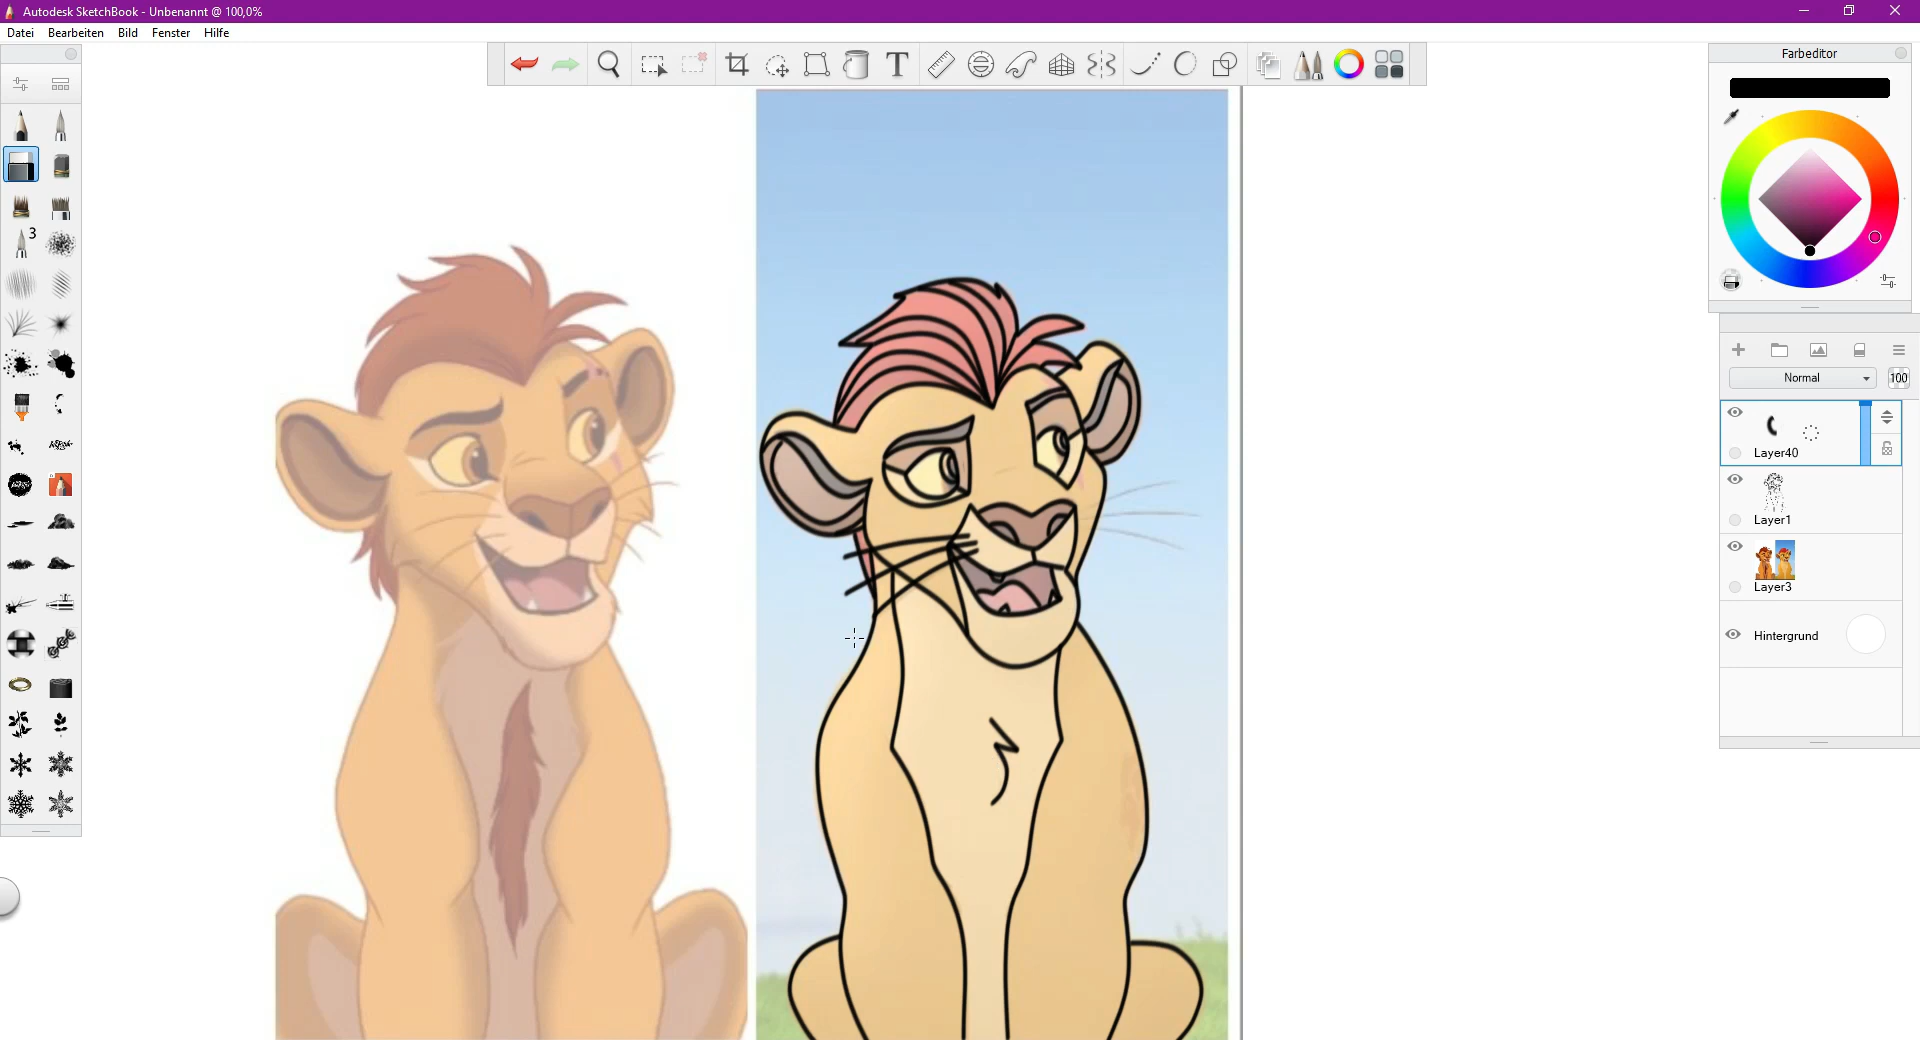 Autodesk SketchBook - Unbenannt @ 100,0%
Datei Bearbeiten Bild Fenster Hilfe
T
Farbeditor
3
Normal
100
Layer40
Layer1
Layer3
Hintergrund